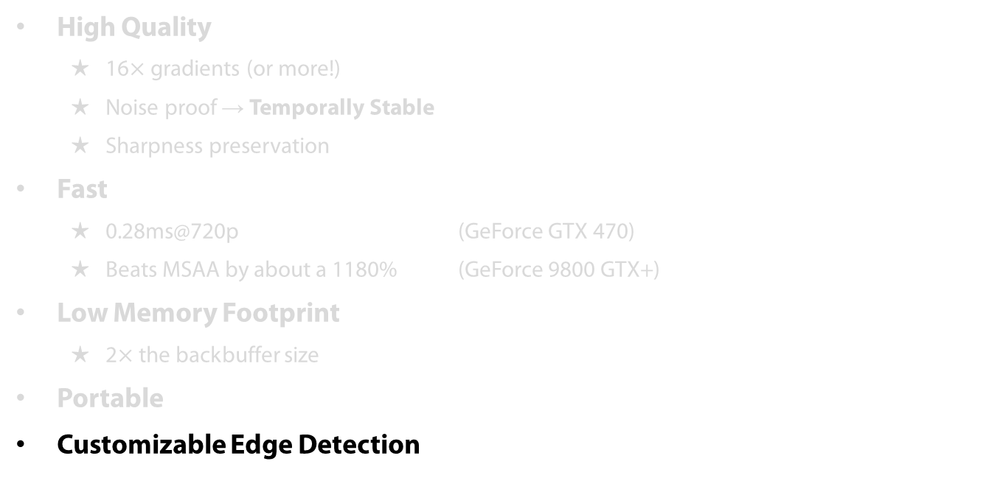 • High Quality
★ 16× gradients (or more!)
★ Noise proof → Temporally Stable
★ Sharpness preservation
• Fast
★ 0.28ms@720p (GeForce GTX 470)
★ Beats MSAA by about a 1180% (GeForce 9800 GTX+)
• Low Memory Footprint
★ 2× the backbuffer size
• Portable
• Customizable Edge Detection